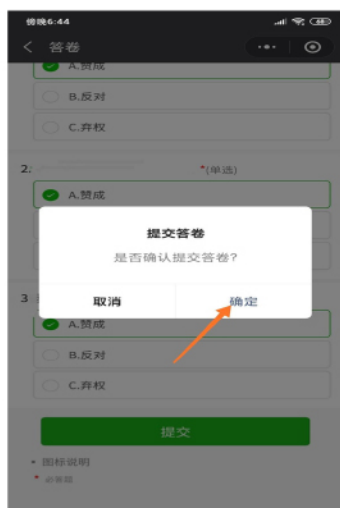 傍晚6:44
68
答卷
A.赞成
B.反对
C.弃权
2.
*(单选)
A.赞成
提交答卷
是否确认提交答卷?
取消
确定
3
A.赞成
B.反对
C.弃权
提交
图标说明
* 必答题